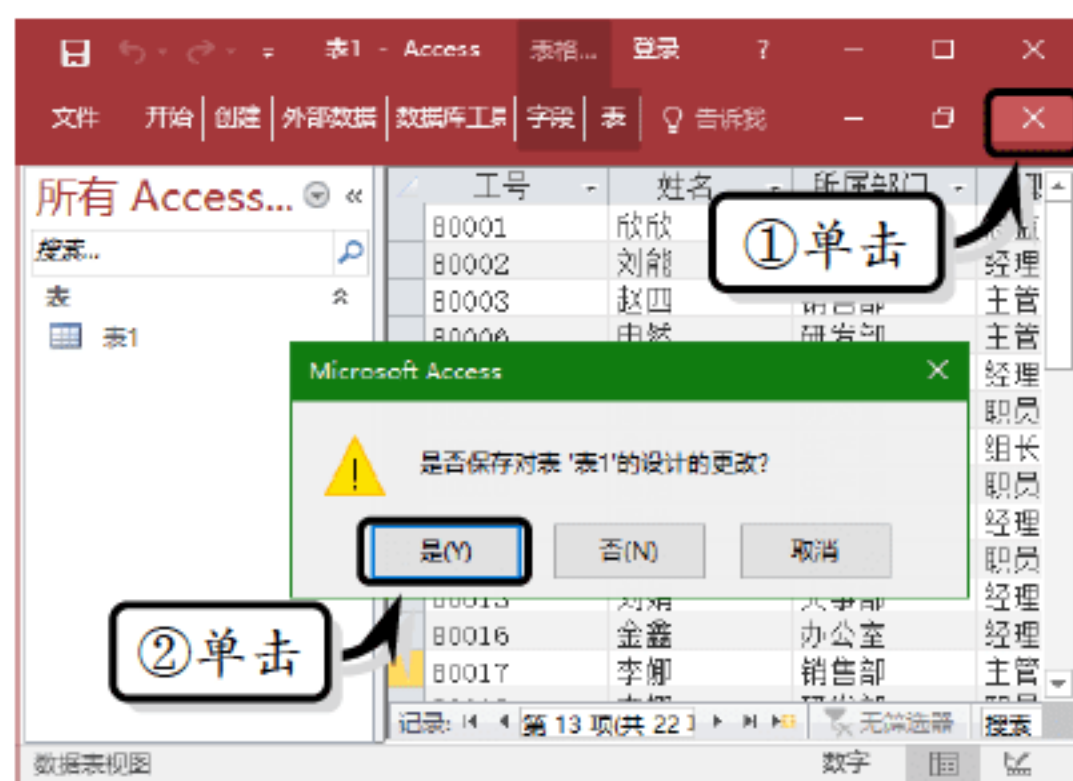 表1 - Access 表格... 登录 ?
文件 开始 创建 外部数据 数据库工具 字段 表 告诉我
所有 Access... «
工号 姓名 所属部门
搜索...
表
表1
B0001 欣欣
B0002 刘能 经理
B0003 赵四 销售部 主管
B0006 由然 研发部 主管
经理
职员
组长
职员
经理
职员
经理
①单击
Microsoft Access
是否保存对表 '表1'的设计的更改?
是(Y) 否(N) 取消
②单击
B0016 金鑫 办公室 经理
B0017 李娜 销售部 主管
记录: 第 13 项(共 22 无筛选器 搜索
数据表视图 数字